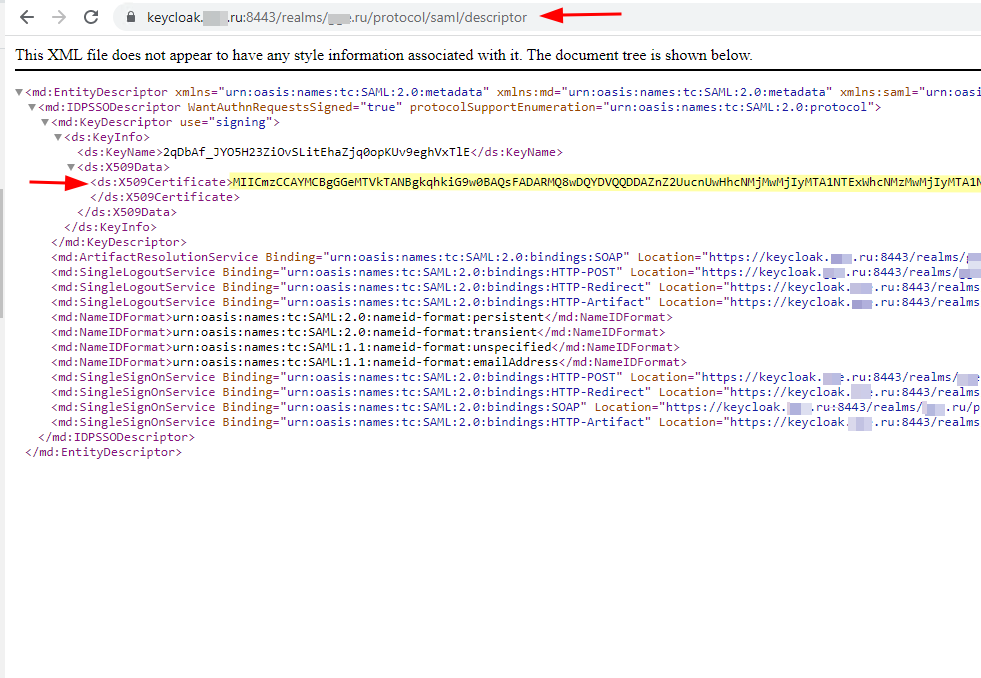 keycloak. .ru:8443/realms/ .ru/protocol/saml/descriptor
This XML file does not appear to have any style information associated with it. The document tree is shown below.
▼<md:EntityDescriptor xmlns="urn:oasis:names:tc:SAML:2.0:metadata" xmlns:md="urn:oasis:names:tc:SAML:2.0:metadata" xmlns:saml="urn:oasi
▼<md:IDPSSODescriptor WantAuthnRequestsSigned="true" protocolSupportEnumeration="urn:oasis:names:tc:SAML:2.0:protocol">
▼<md:KeyDescriptor use="signing">
▼<ds:KeyInfo>
<ds:KeyName>2qDbAf_JYO5H23ZiOvSLitEhaZjq0opKUv9eghVxTlE</ds:KeyName>
▼<ds:X509Data>
<ds:X509Certificate>MIICmzCCAYMCBgGGeMTVkTANBgkqhkiG9w0BAQsFADARMQ8wDQYDVQQDDAZnZ2UucnUwHhcNMjMwMjIyMTA1NTExWhcNMzMwMjIyMTA1N
</ds:X509Certificate>
</ds:X509Data>
</ds:KeyInfo>
</md:KeyDescriptor>
<md:ArtifactResolutionService Binding="urn:oasis:names:tc:SAML:2.0:bindings:SOAP" Location="https://keycloak. .ru:8443/realms/
<md:SingleLogoutService Binding="urn:oasis:names:tc:SAML:2.0:bindings:HTTP-POST" Location="https://keycloak. .ru:8443/realms/
<md:SingleLogoutService Binding="urn:oasis:names:tc:SAML:2.0:bindings:HTTP-Redirect" Location="https://keycloak. .ru:8443/realms
<md:SingleLogoutService Binding="urn:oasis:names:tc:SAML:2.0:bindings:HTTP-Artifact" Location="https://keycloak. .ru:8443/realms
<md:NameIDFormat>urn:oasis:names:tc:SAML:2.0:nameid-format:persistent</md:NameIDFormat>
<md:NameIDFormat>urn:oasis:names:tc:SAML:2.0:nameid-format:transient</md:NameIDFormat>
<md:NameIDFormat>urn:oasis:names:tc:SAML:1.1:nameid-format:unspecified</md:NameIDFormat>
<md:NameIDFormat>urn:oasis:names:tc:SAML:1.1:nameid-format:emailAddress</md:NameIDFormat>
<md:SingleSignOnService Binding="urn:oasis:names:tc:SAML:2.0:bindings:HTTP-POST" Location="https://keycloak. .ru:8443/realms/
<md:SingleSignOnService Binding="urn:oasis:names:tc:SAML:2.0:bindings:HTTP-Redirect" Location="https://keycloak. .ru:8443/realms
<md:SingleSignOnService Binding="urn:oasis:names:tc:SAML:2.0:bindings:SOAP" Location="https://keycloak. .ru:8443/realms/ .ru/p
<md:SingleSignOnService Binding="urn:oasis:names:tc:SAML:2.0:bindings:HTTP-Artifact" Location="https://keycloak. .ru:8443/realms
</md:IDPSSODescriptor>
</md:EntityDescriptor>